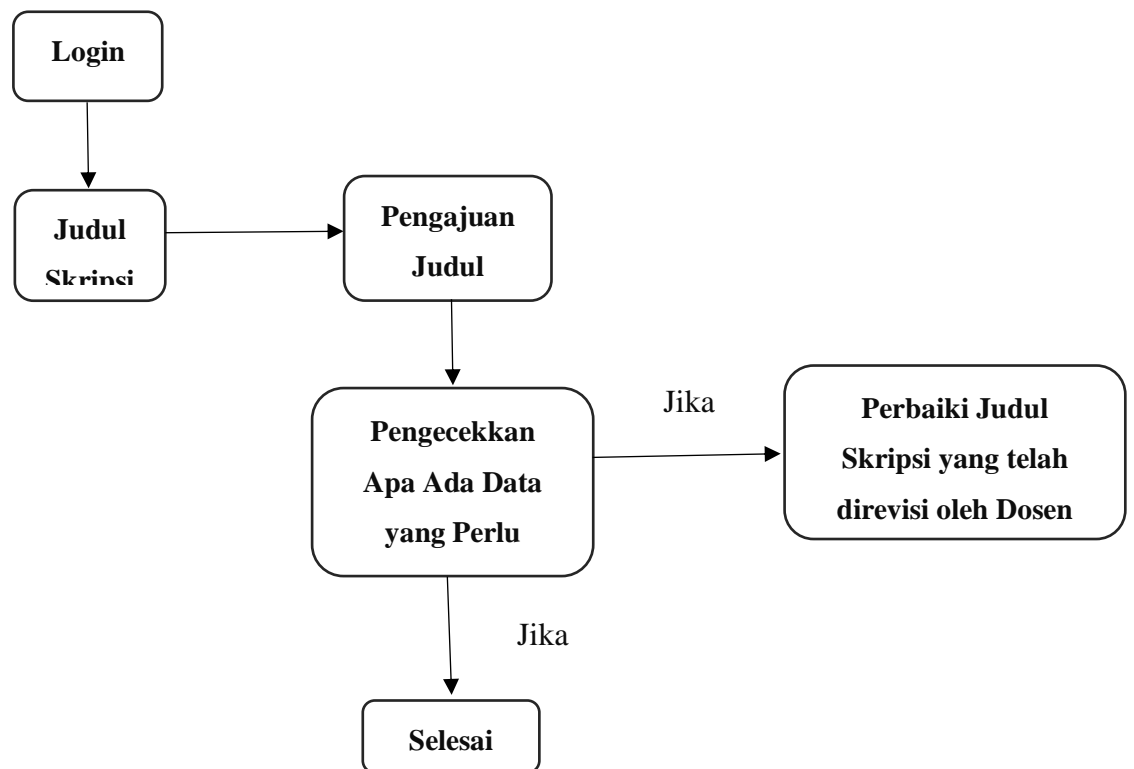 Login
Judul
Skripsi
Pengajuan
Judul
Pengecekkan
Apa Ada Data
yang Perlu
Jika
Perbaiki Judul
Skripsi yang telah
direvisi oleh Dosen
Jika
Selesai